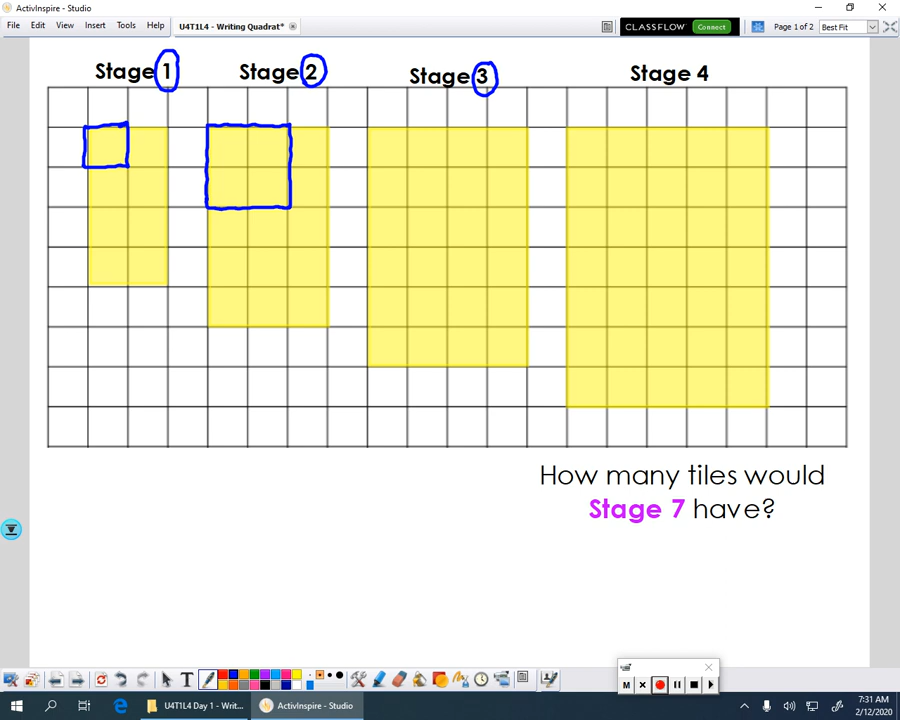 ActivInspire - Studio
File Edit View Insert Tools Help
U4T1L4 - Writing Quadrat*
CLASSFLOW Connect
Page 1 of 2
Best Fit
Stage 1 Stage 2 Stage 3 Stage 4
How many tiles would
Stage 7 have?
T
M
U4T1L4 Day 1 - Writ...
ActivInspire - Studio
7:31 AM
2/12/2020